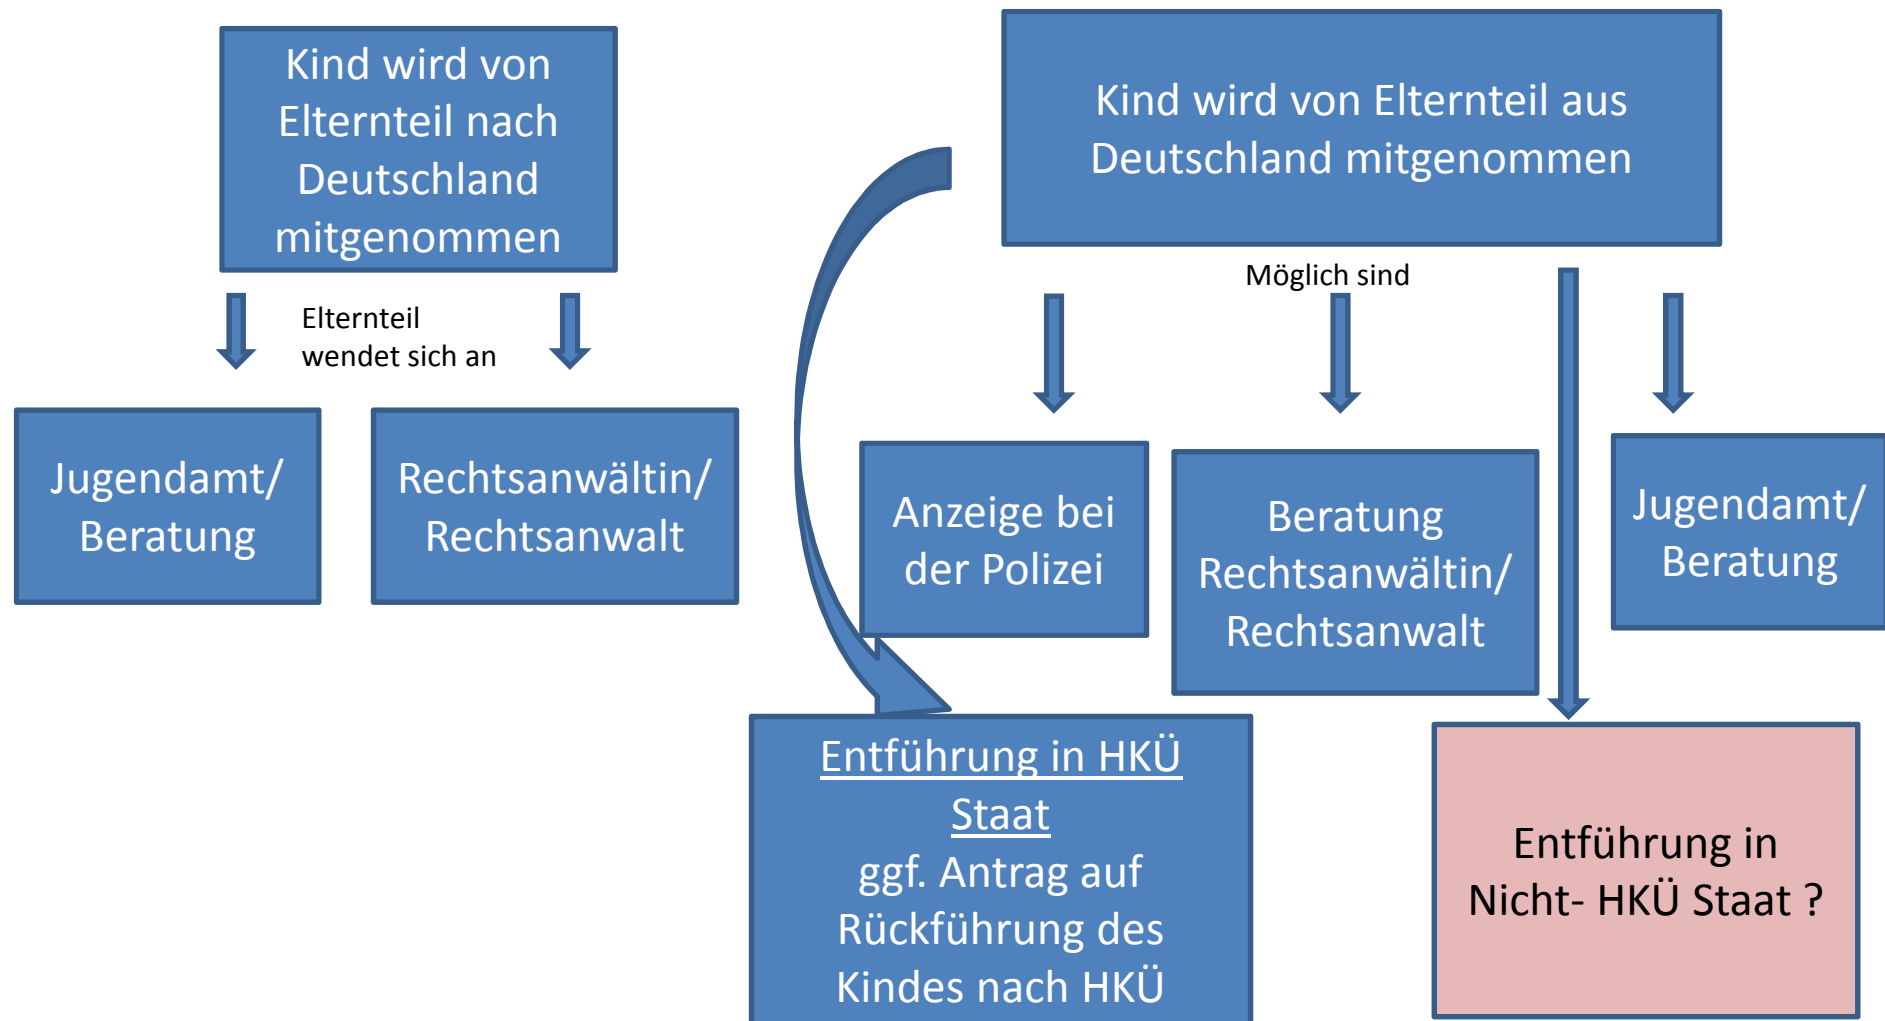 Kind wird von
Elternteil nach
Deutschland
mitgenommen
Elternteil
wendet sich an
Jugendamt/
Beratung
Rechtsanwältin/
Rechtsanwalt
Kind wird von Elternteil aus
Deutschland mitgenommen
Möglich sind
Anzeige bei
der Polizei
Beratung
Rechtsanwältin/
Rechtsanwalt
Jugendamt/
Beratung
Entführung in HKÜ
Staat
ggf. Antrag auf
Rückführung des
Kindes nach HKÜ
Entführung in
Nicht- HKÜ Staat ?